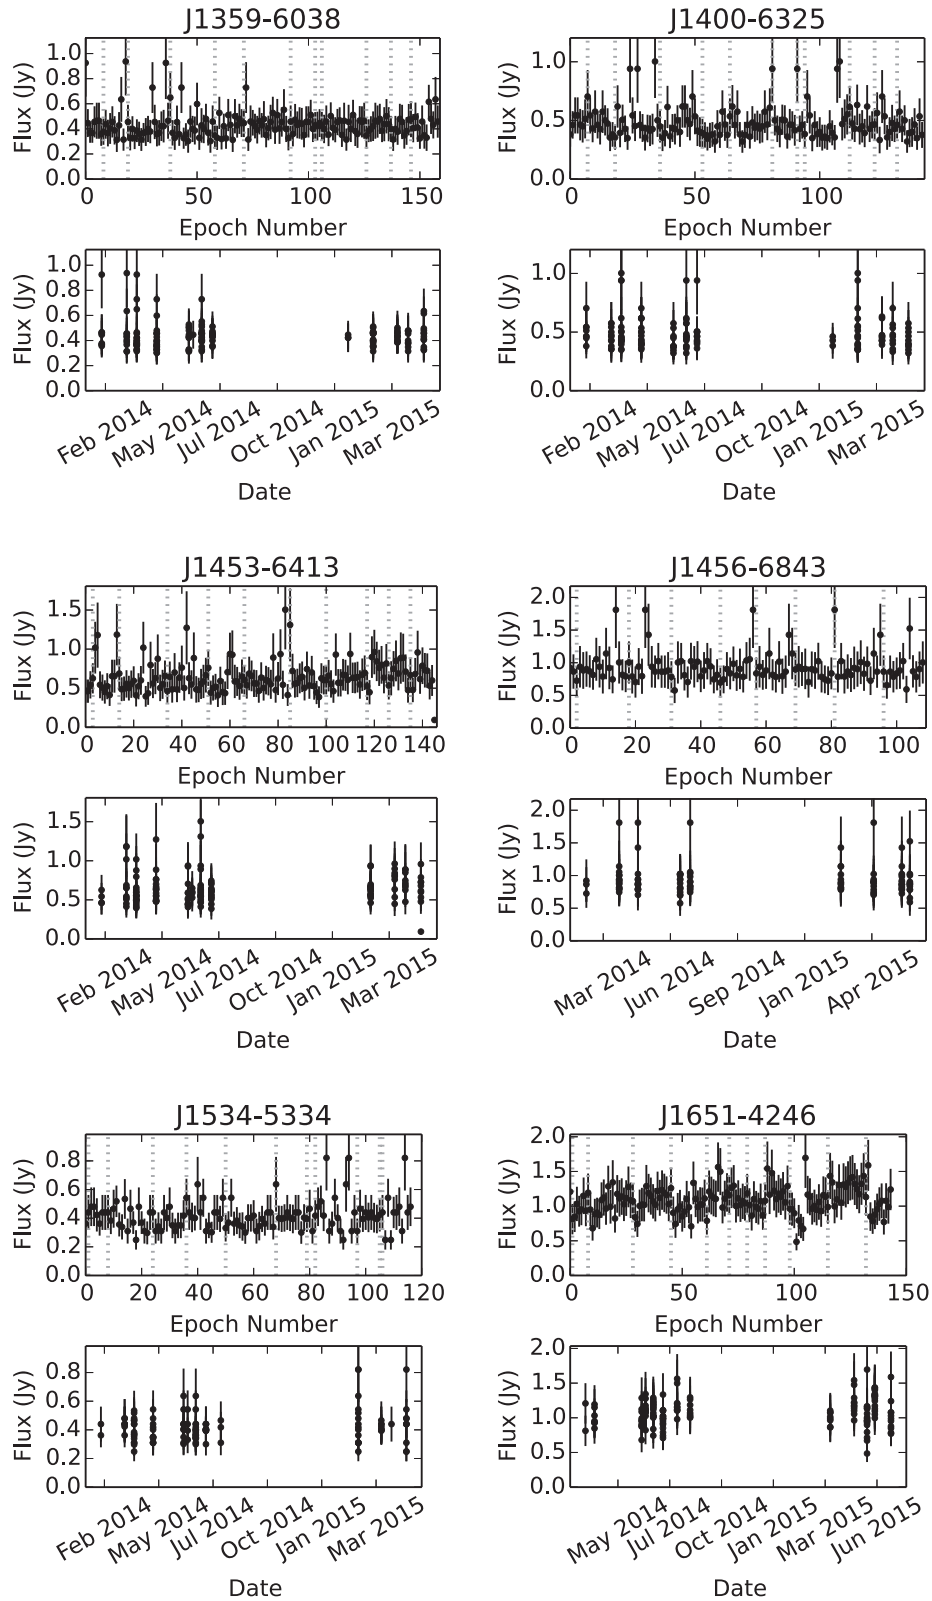 J1359-6038
Flux (Jy)
1.0
0.8
0.6
0.4
0.2
0.0
0 50 100 150
Epoch Number
Flux (Jy)
1.0
0.8
0.6
0.4
0.2
0.0
Feb 2014 May 2014 Jul 2014 Oct 2014 Jan 2015 Mar 2015
Date
J1400-6325
Flux (Jy)
1.0
0.5
0.0
0 50 100
Epoch Number
Flux (Jy)
1.0
0.5
0.0
Feb 2014 May 2014 Jul 2014 Oct 2014 Jan 2015 Mar 2015
Date
J1453-6413
Flux (Jy)
1.5
1.0
0.5
0.0
0 20 40 60 80 100 120 140
Epoch Number
Flux (Jy)
1.5
1.0
0.5
0.0
Feb 2014 May 2014 Jul 2014 Oct 2014 Jan 2015 Mar 2015
Date
J1456-6843
Flux (Jy)
2.0
1.5
1.0
0.5
0.0
0 20 40 60 80 100
Epoch Number
Flux (Jy)
2.0
1.5
1.0
0.5
0.0
Mar 2014 Jun 2014 Sep 2014 Jan 2015 Apr 2015
Date
J1534-5334
Flux (Jy)
0.8
0.6
0.4
0.2
0.0
0 20 40 60 80 100 120
Epoch Number
Flux (Jy)
0.8
0.6
0.4
0.2
0.0
Feb 2014 May 2014 Jul 2014 Oct 2014 Jan 2015 Mar 2015
Date
J1651-4246
Flux (Jy)
2.0
1.5
1.0
0.5
0.0
0 50 100 150
Epoch Number
Flux (Jy)
2.0
1.5
1.0
0.5
0.0
May 2014 Jul 2014 Oct 2014 Jan 2015 Mar 2015 Jun 2015
Date